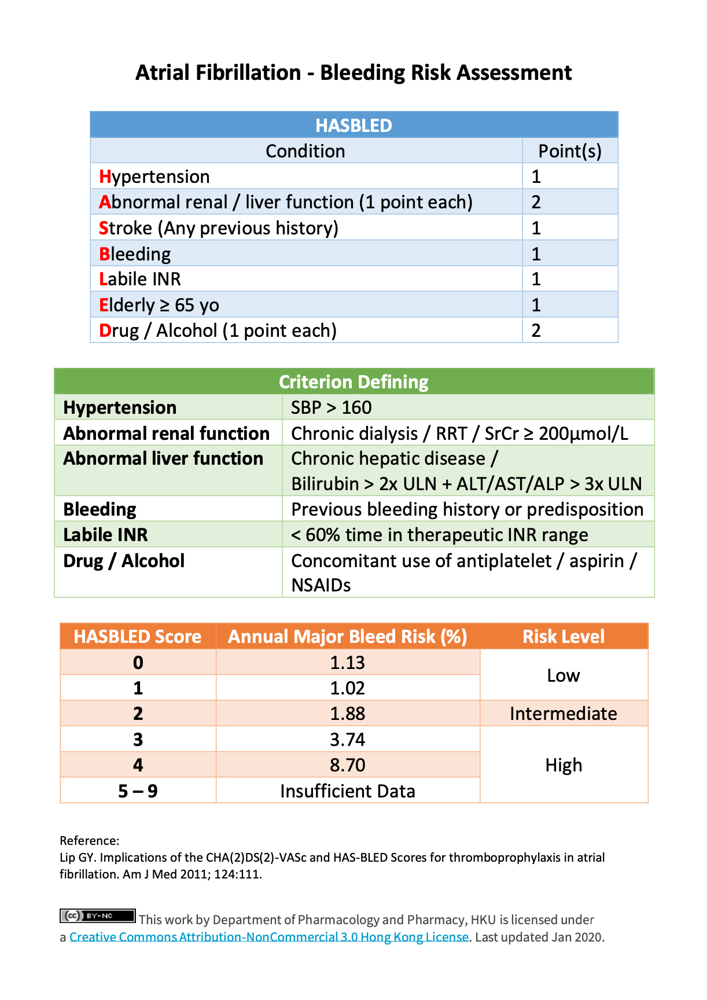 Atrial Fibrillation - Bleeding Risk Assessment
HASBLED
Condition Point(s)
Hypertension 1
Abnormal renal / liver function (1 point each) 2
Stroke (Any previous history) 1
Bleeding 1
Labile INR 1
Elderly ≥ 65 yo 1
Drug / Alcohol (1 point each) 2
Criterion Defining
Hypertension SBP > 160
Abnormal renal function Chronic dialysis / RRT / SrCr ≥ 200μmol/L
Abnormal liver function Chronic hepatic disease /
Bilirubin > 2x ULN + ALT/AST/ALP > 3x ULN
Bleeding Previous bleeding history or predisposition
Labile INR < 60% time in therapeutic INR range
Drug / Alcohol Concomitant use of antiplatelet / aspirin /
NSAIDs
HASBLED Score Annual Major Bleed Risk (%) Risk Level
0 1.13
Low
1 1.02
2 1.88 Intermediate
3 3.74
4 8.70 High
5 – 9 Insufficient Data
Reference:
Lip GY. Implications of the CHA(2)DS(2)-VASc and HAS-BLED Scores for thromboprophylaxis in atrial
fibrillation. Am J Med 2011; 124:111.
(cc) BY-NC This work by Department of Pharmacology and Pharmacy, HKU is licensed under
a Creative Commons Attribution-NonCommercial 3.0 Hong Kong License. Last updated Jan 2020.